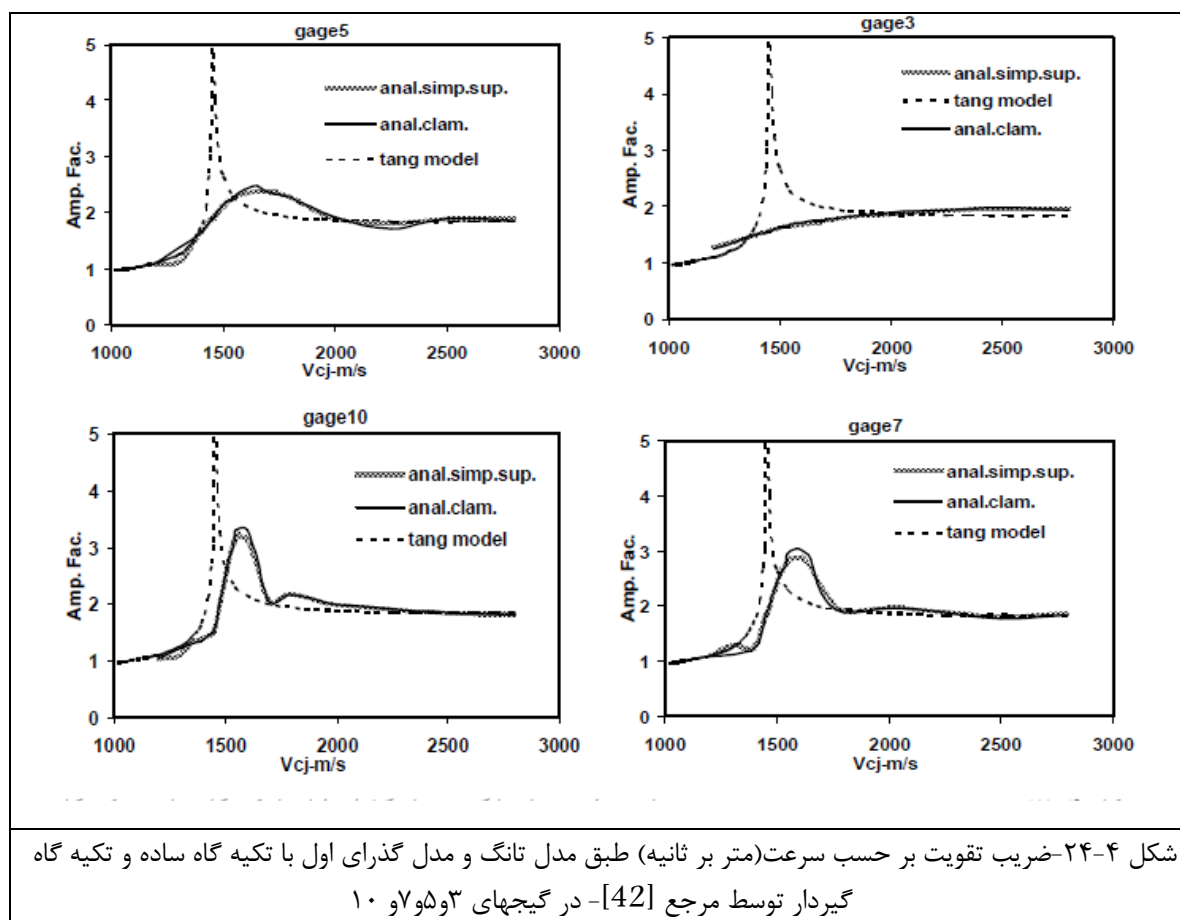 gage5
5
4
3
2
1
0
Amp. Fac.
anal.simp.sup.
anal.clam.
tang model
1000 1500 2000 2500 3000
Vcj-m/s
gage3
5
4
3
2
1
0
Amp. Fac.
anal.simp.sup.
tang model
anal.clam.
1000 1500 2000 2500 3000
Vcj-m/s
gage10
5
4
3
2
1
0
Amp. Fac.
anal.simp.sup.
anal.clam.
tang model
1000 1500 2000 2500 3000
Vcj-m/s
gage7
5
4
3
2
1
0
Amp. Fac.
anal.simp.sup.
anal.clam.
tang model
1000 1500 2000 2500 3000
Vcj-m/s
شکل ۴-۲۴-ضریب تقویت بر حسب سرعت(متر بر ثانیه) طبق مدل تانگ و مدل گذرای اول با تکیه گاه ساده و تکیه گاه
گیردار توسط مرجع [42]- در گیجهای ۳و۵و۷و ۱۰